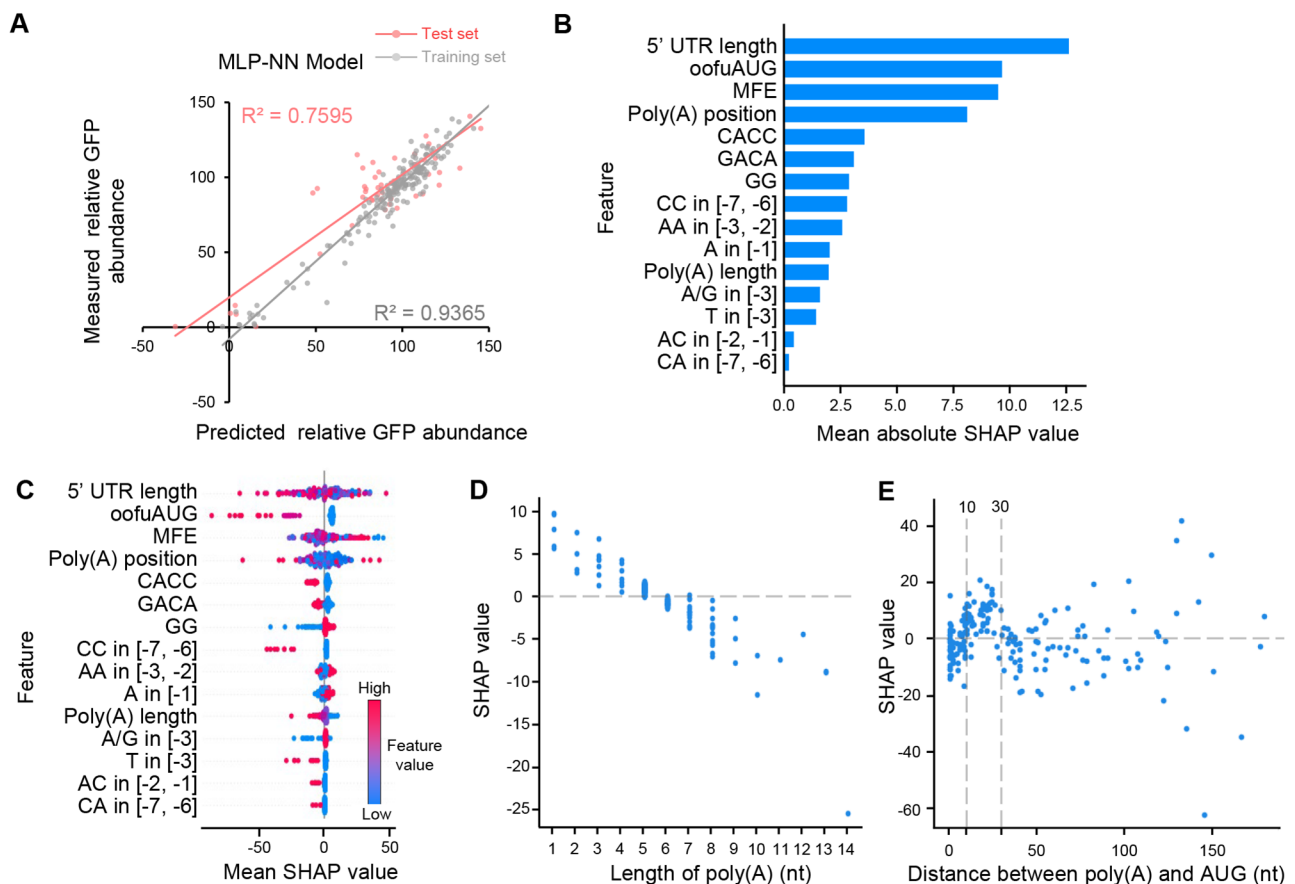 A
Test set
Training set
MLP-NN Model
R² = 0.7595
R² = 0.9365
150
100
50
0
-50
-50
0
50
100
150
Measured relative GFP
abundance
Predicted relative GFP abundance
B
Feature
5’ UTR length
oofuAUG
MFE
Poly(A) position
CACC
GACA
GG
CC in [-7, -6]
AA in [-3, -2]
A in [-1]
Poly(A) length
A/G in [-3]
T in [-3]
AC in [-2, -1]
CA in [-7, -6]
0.0 2.5 5.0 7.5 10.0 12.5
Mean absolute SHAP value
C
Feature
5’ UTR length
oofuAUG
MFE
Poly(A) position
CACC
GACA
GG
CC in [-7, -6]
AA in [-3, -2]
A in [-1]
Poly(A) length
A/G in [-3]
T in [-3]
AC in [-2, -1]
CA in [-7, -6]
High
Feature
value
Low
-50 0 50
Mean SHAP value
D
SHAP value
10
5
0
-5
-10
-15
-20
-25
1 2 3 4 5 6 7 8 9 10 11 12 13 14
Length of poly(A) (nt)
E
10 30
SHAP value
40
20
0
-20
-40
-60
0 50 100 150
Distance between poly(A) and AUG (nt)